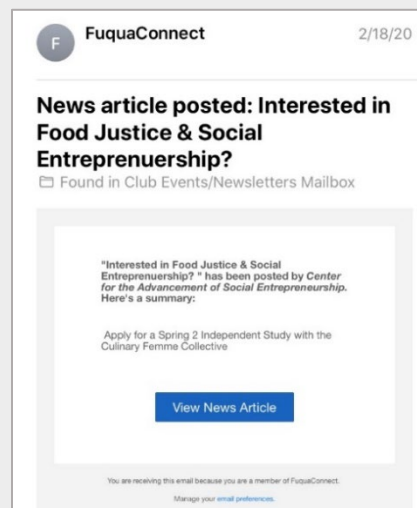 F
FuquaConnect
2/18/20
News article posted: Interested in
Food Justice & Social
Entreprenuership?
Found in Club Events/Newsletters Mailbox
"Interested in Food Justice & Social
Entreprenuership? " has been posted by Center
for the Advancement of Social Entrepreneurship.
Here's a summary:
Apply for a Spring 2 Independent Study with the
Culinary Femme Collective
View News Article
You are receiving this email because you are a member of FuquaConnect.
Manage your email preferences.